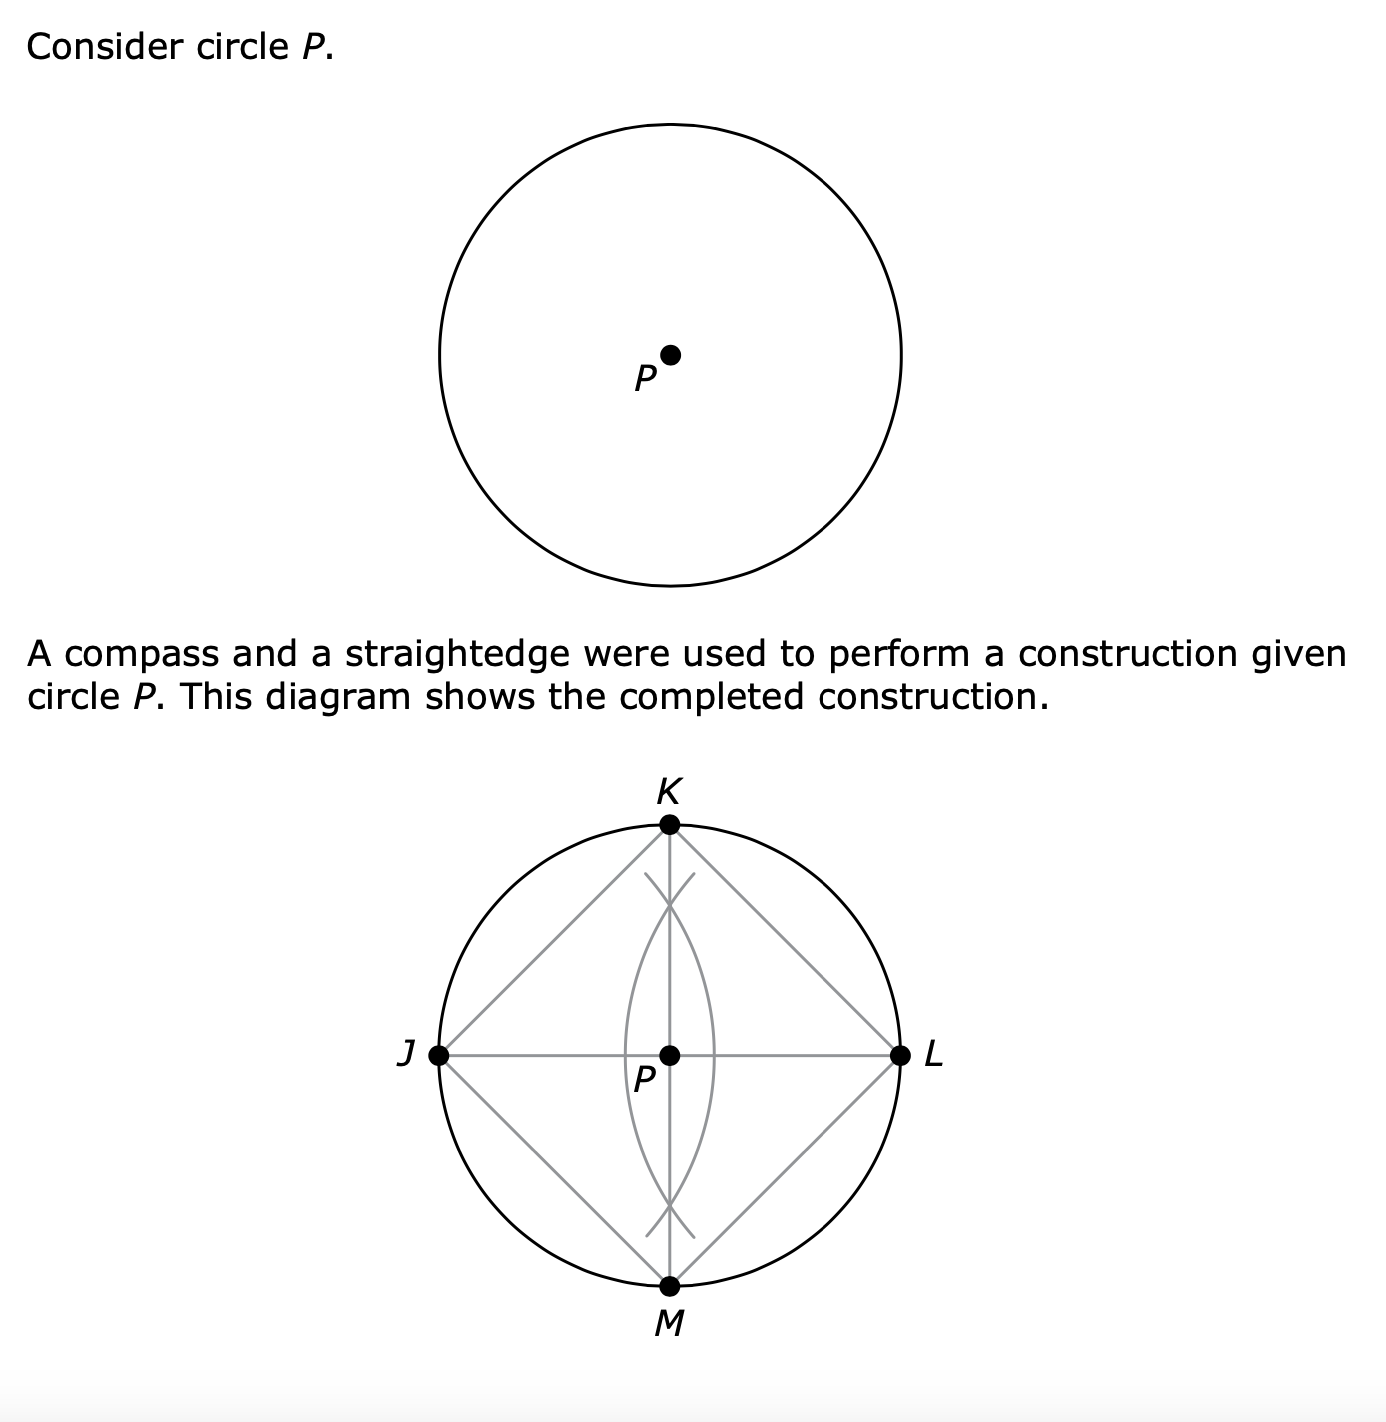 Consider circle P.
P
A compass and a straightedge were used to perform a construction given
circle P. This diagram shows the completed construction.
K
J
L
P
M